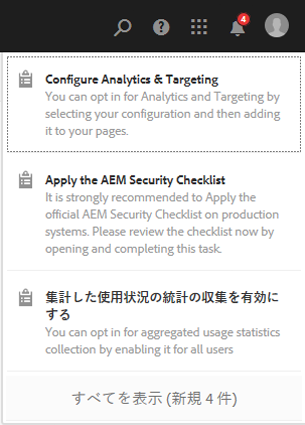 4
Configure Analytics & Targeting
You can opt in for Analytics and Targeting by
selecting your configuration and then adding
it to your pages.
Apply the AEM Security Checklist
It is strongly recommended to Apply the
official AEM Security Checklist on production
systems. Please review the checklist now by
opening and completing this task.
集計した使用状況の統計の収集を有効に
する
You can opt in for aggregated usage statistics
collection by enabling it for all users
すべてを表示 (新規 4 件)